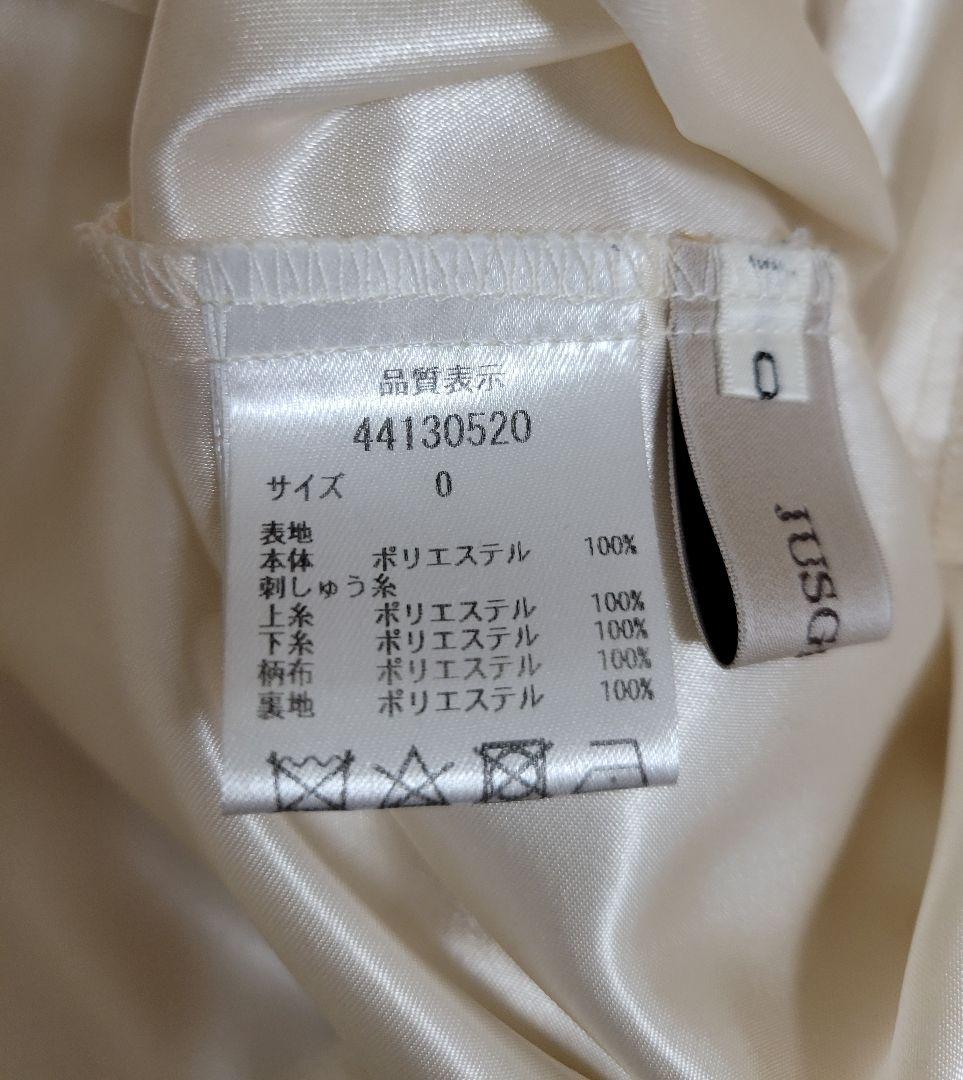 品質表示
44130520
サイズ 0
表地
本体 ポリエステル 100%
刺しゅう糸
上糸 ポリエステル 100%
下糸 ポリエステル 100%
柄布 ポリエステル 100%
裏地 ポリエステル 100%
0
JUSG